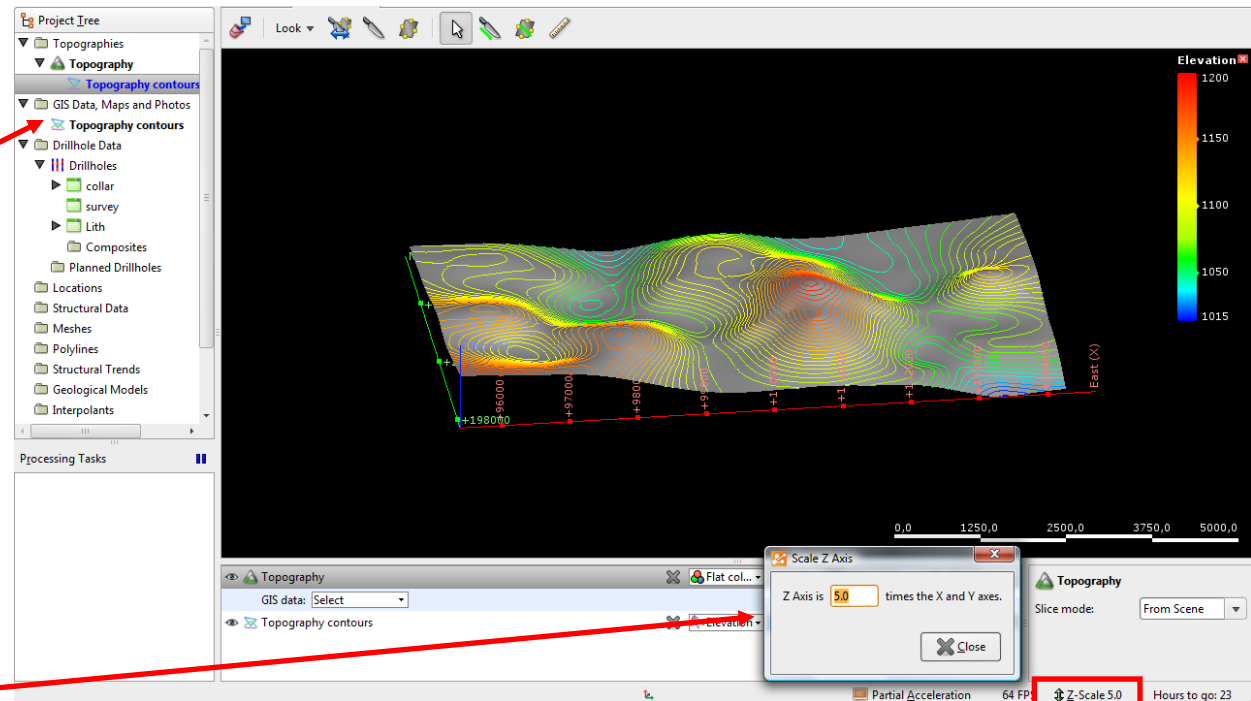 Project Tree
Topographies
Topography
Topography contours
GIS Data, Maps and Photos
Topography contours
Drillhole Data
Drillholes
collar
survey
Lith
Composites
Planned Drillholes
Locations
Structural Data
Meshes
Polylines
Structural Trends
Geological Models
Interpolants
Processing Tasks
Look
Elevation
1200
1150
1100
1050
1015
+198000
+96000
+97000
East (X)
0,0 1250,0 2500,0 3750,0 5000,0
Topography Flat col...
GIS data: Select
Topography contours Elevation
Scale Z Axis
Z Axis is 5.0 times the X and Y axes.
Close
Topography
Slice mode: From Scene
Partial Acceleration 64 FPS Z-Scale 5.0 Hours to go: 23